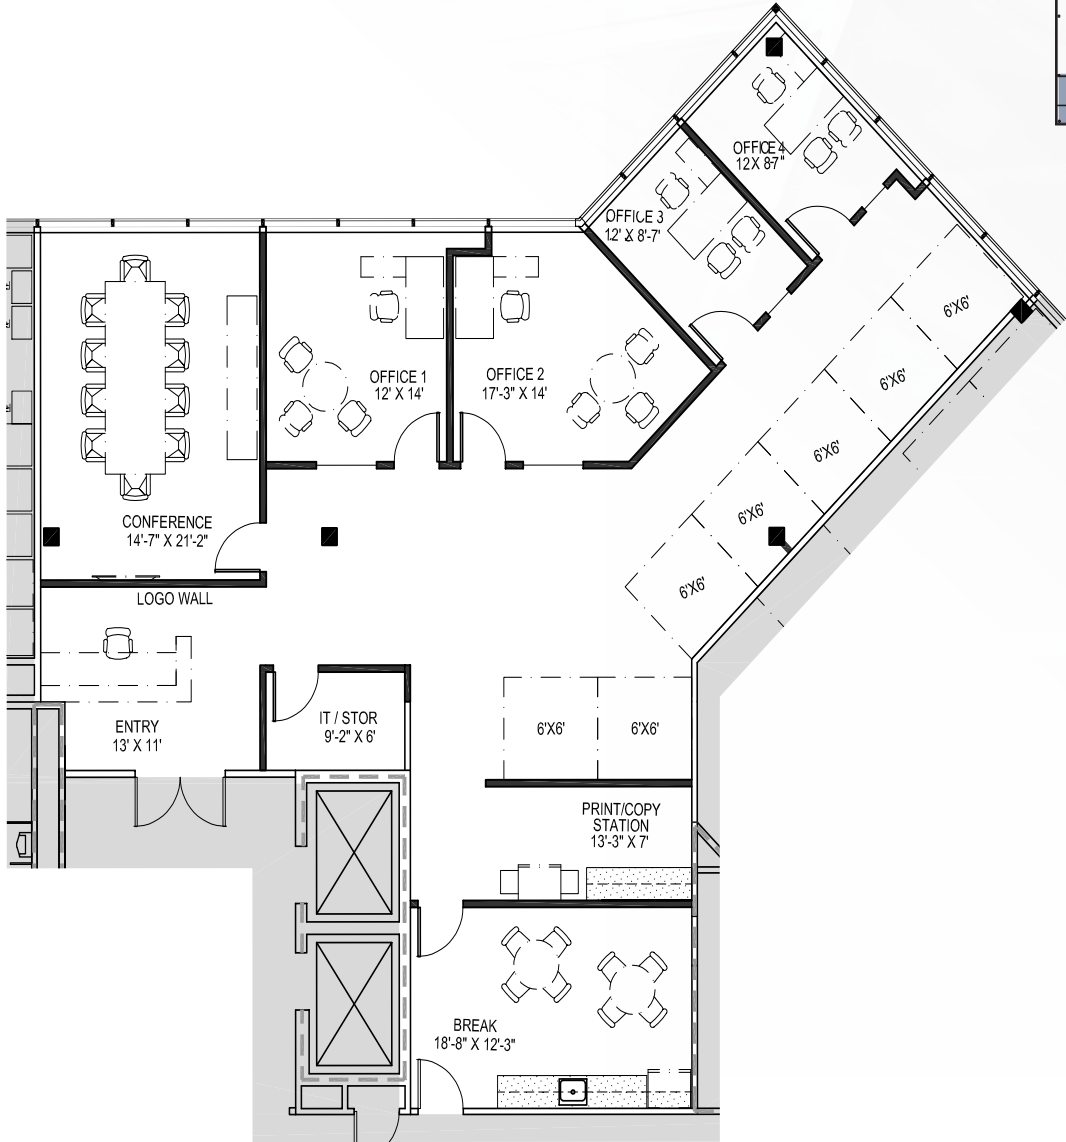 OFFICE 4
12X 8-7"
OFFICE 3
12' X 8'-7'
6'X6'
6'X6'
OFFICE 1
12' X 14'
OFFICE 2
17'-3" X 14'
6'X6'
6'X6'
CONFERENCE
14'-7" X 21'-2"
6'X6'
LOGO WALL
ENTRY
13' X 11'
IT / STOR
9'-2" X 6'
6'X6'
6'X6'
PRINT/COPY
STATION
13'-3" X 7'
BREAK
18'-8" X 12'-3"